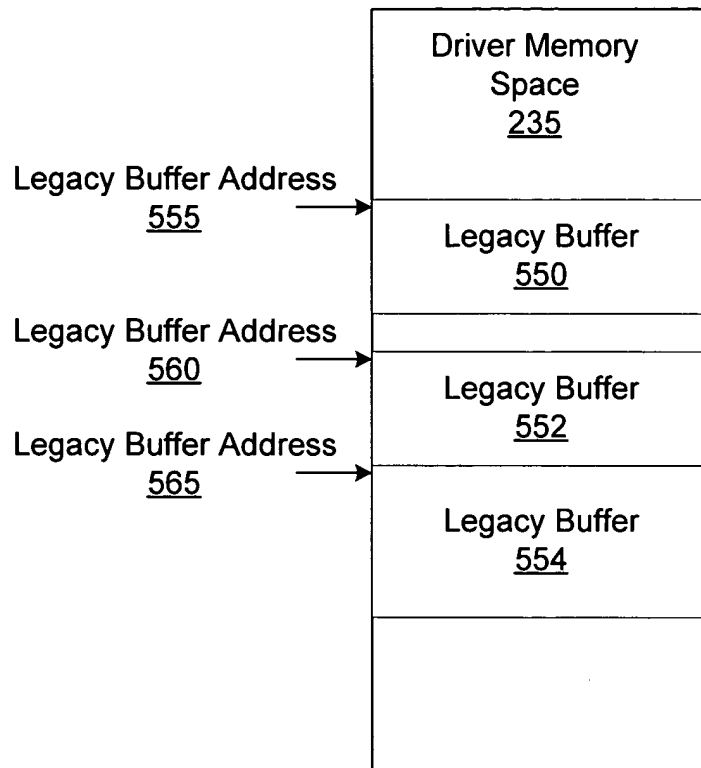 Driver Memory
Space
235
Legacy Buffer Address
555
Legacy Buffer
550
Legacy Buffer Address
560
Legacy Buffer
552
Legacy Buffer Address
565
Legacy Buffer
554